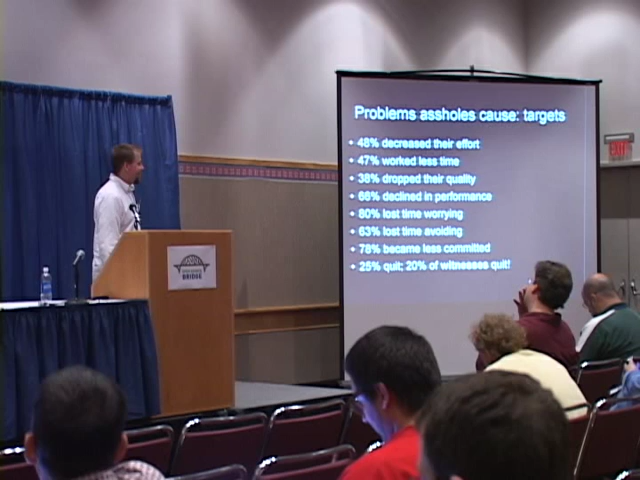 Problems assholes cause: targets
• 48% decreased their effort
• 47% worked less time
• 38% dropped their quality
• 66% declined in performance
• 80% lost time worrying
• 63% lost time avoiding
• 78% became less committed
• 25% quit; 20% of witnesses quit!
EXIT
BRIDGE